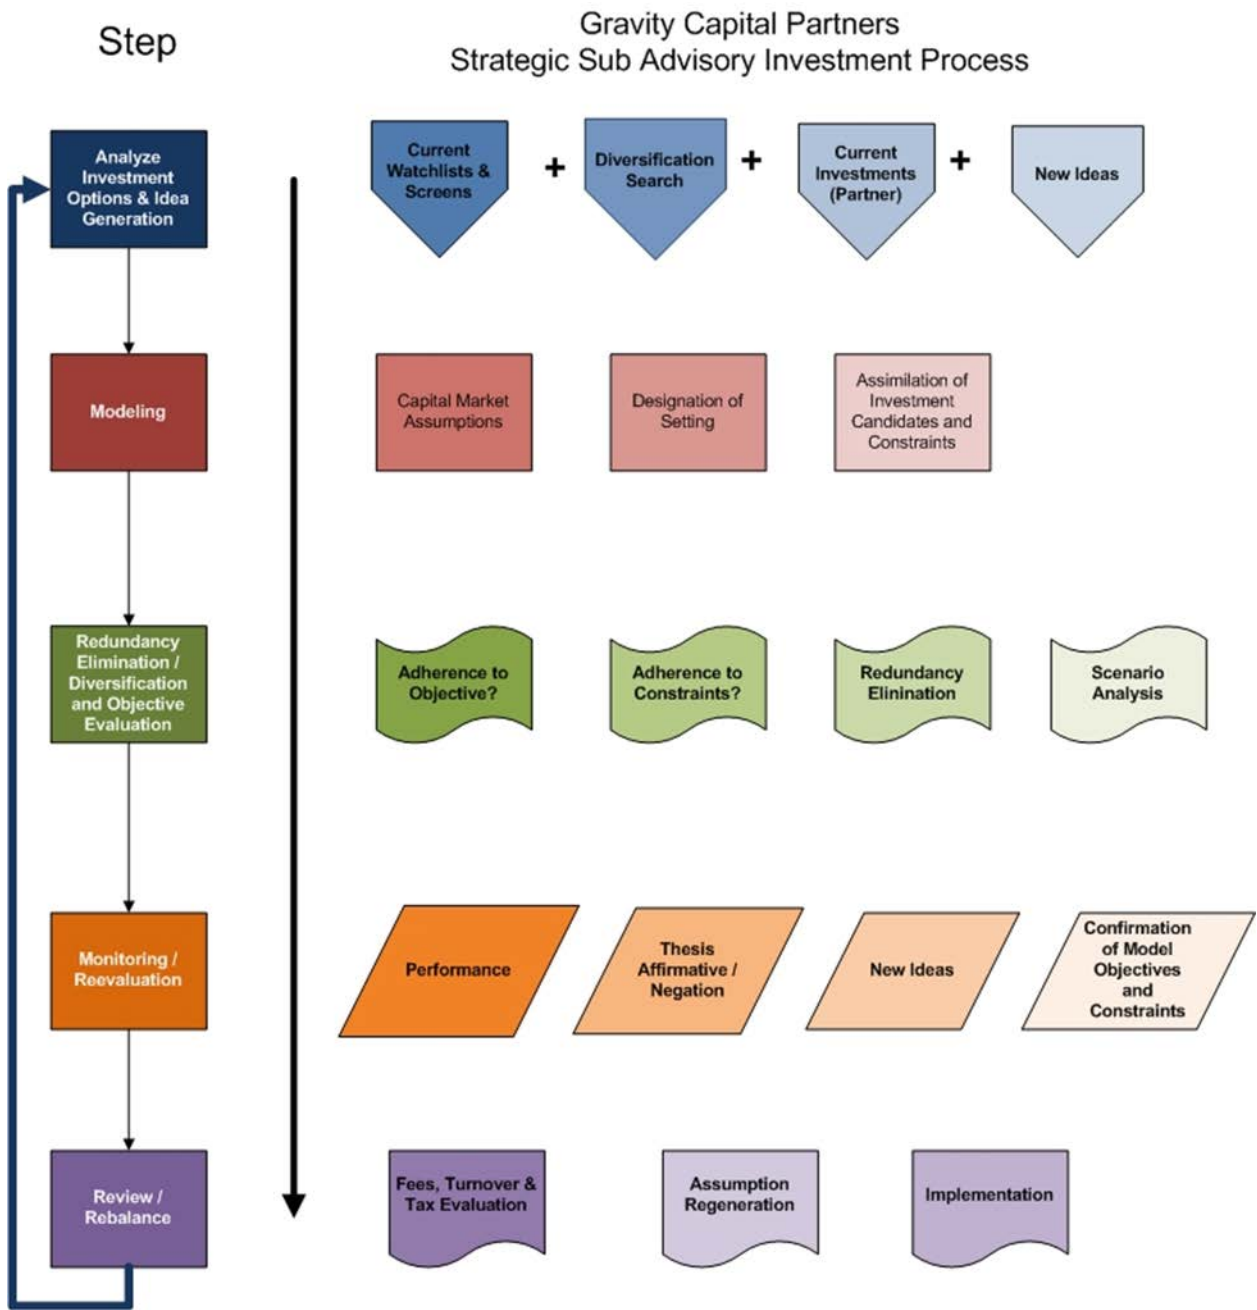 Step
Gravity Capital Partners
Strategic Sub Advisory Investment Process
Analyze
Investment
Options & Idea
Generation
Current
Watchlists &
Screens
+
Diversification
Search
+
Current
Investments
(Partner)
+
New Ideas
Modeling
Capital Market
Assumptions
Designation of
Setting
Assimilation of
Investment
Candidates and
Constraints
Redundancy
Elimination /
Diversification
and Objective
Evaluation
Adherence to
Objective?
Adherence to
Constraints?
Redundancy
Elinination
Scenario
Analysis
Monitoring /
Reevaluation
Performance
Thesis
Affirmative /
Negation
New Ideas
Confirmation
of Model
Objectives
and
Constraints
Review /
Rebalance
Fees, Turnover &
Tax Evaluation
Assumption
Regeneration
Implementation